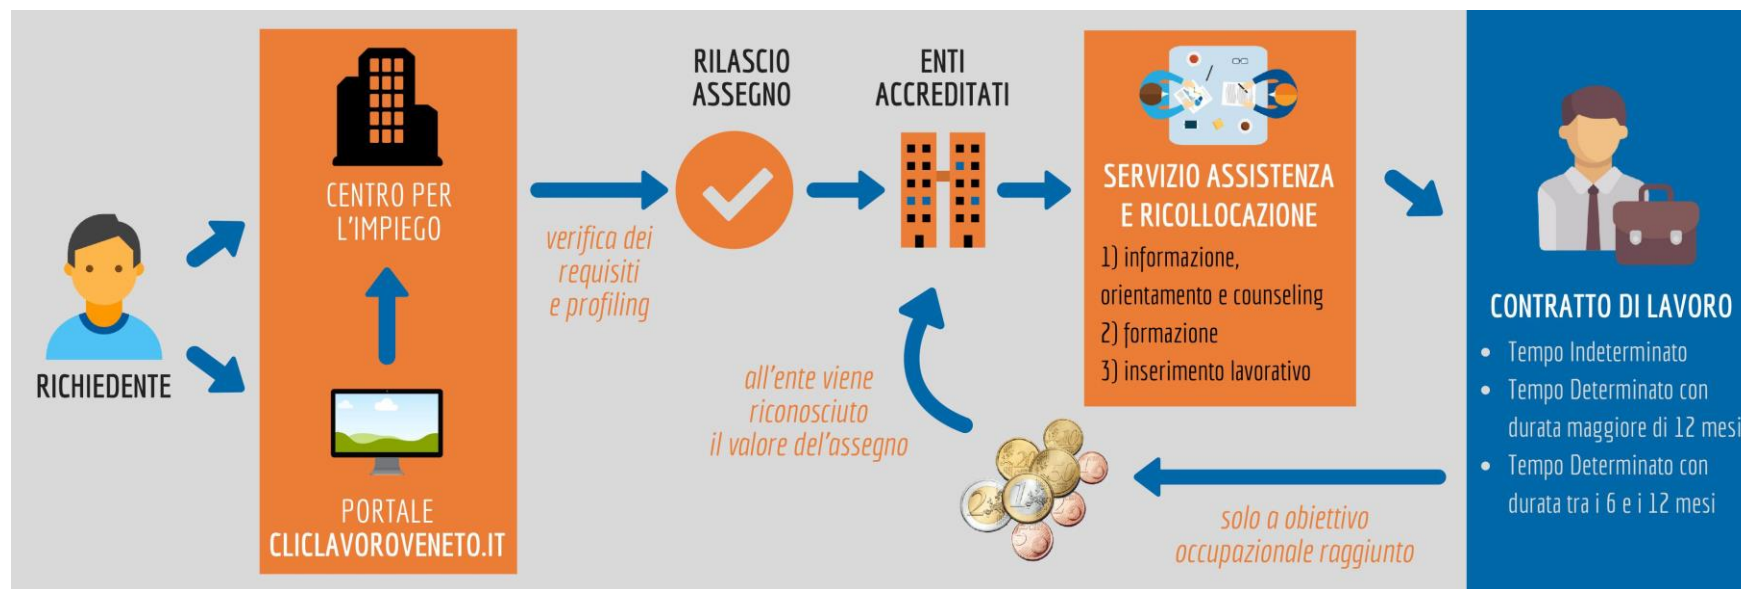 RICHIEDENTE
CENTRO PER
L'IMPIEGO
PORTALE
CLICLAVOROVENETO.IT
verifica dei
requisiti
e profiling
RILASCIO
ASSEGNO
ENTI
ACCREDITATI
SERVIZIO ASSISTENZA
E RICOLLOCAZIONE
1) informazione,
orientamento e counseling
2) formazione
3) inserimento lavorativo
CONTRATTO DI LAVORO
• Tempo Indeterminato
• Tempo Determinato con
durata maggiore di 12 mesi
• Tempo Determinato con
durata tra i 6 e i 12 mesi
solo a obiettivo
occupazionale raggiunto
all'ente viene
riconosciuto
il valore del'assegno